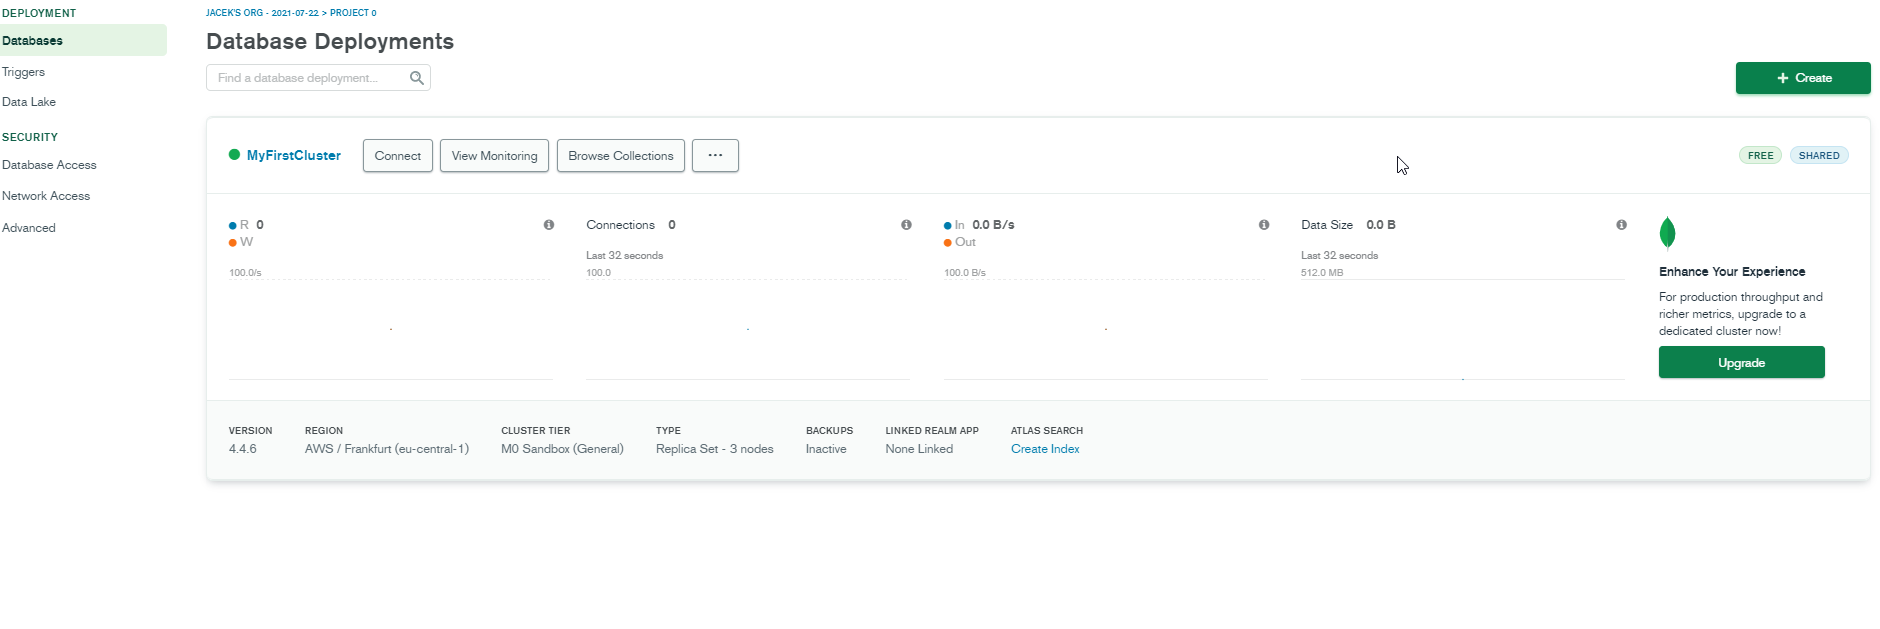 DEPLOYMENT
Databases
Triggers
Data Lake
SECURITY
Database Access
Network Access
Advanced
JACEK'S ORG - 2021-07-22 > PROJECT 0
Database Deployments
Find a database deployment...
+ Create
MyFirstCluster
Connect
View Monitoring
Browse Collections
...
FREE
SHARED
R 0
W
100.0/s
Connections 0
Last 32 seconds
100.0
In 0.0 B/s
Out
100.0 B/s
Data Size 0.0 B
Last 32 seconds
512.0 MB
Enhance Your Experience
For production throughput and
richer metrics, upgrade to a
dedicated cluster now!
Upgrade
VERSION
4.4.6
REGION
AWS / Frankfurt (eu-central-1)
CLUSTER TIER
M0 Sandbox (General)
TYPE
Replica Set - 3 nodes
BACKUPS
Inactive
LINKED REALM APP
None Linked
ATLAS SEARCH
Create Index